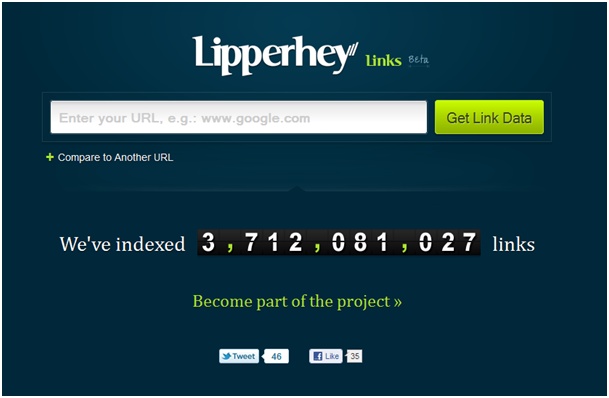 Lipperhey Links Beta
Enter your URL, e.g.: www.google.com Get Link Data
+ Compare to Another URL
We've indexed 3,712,081,027 links
Become part of the project »
Tweet 46 Like 35